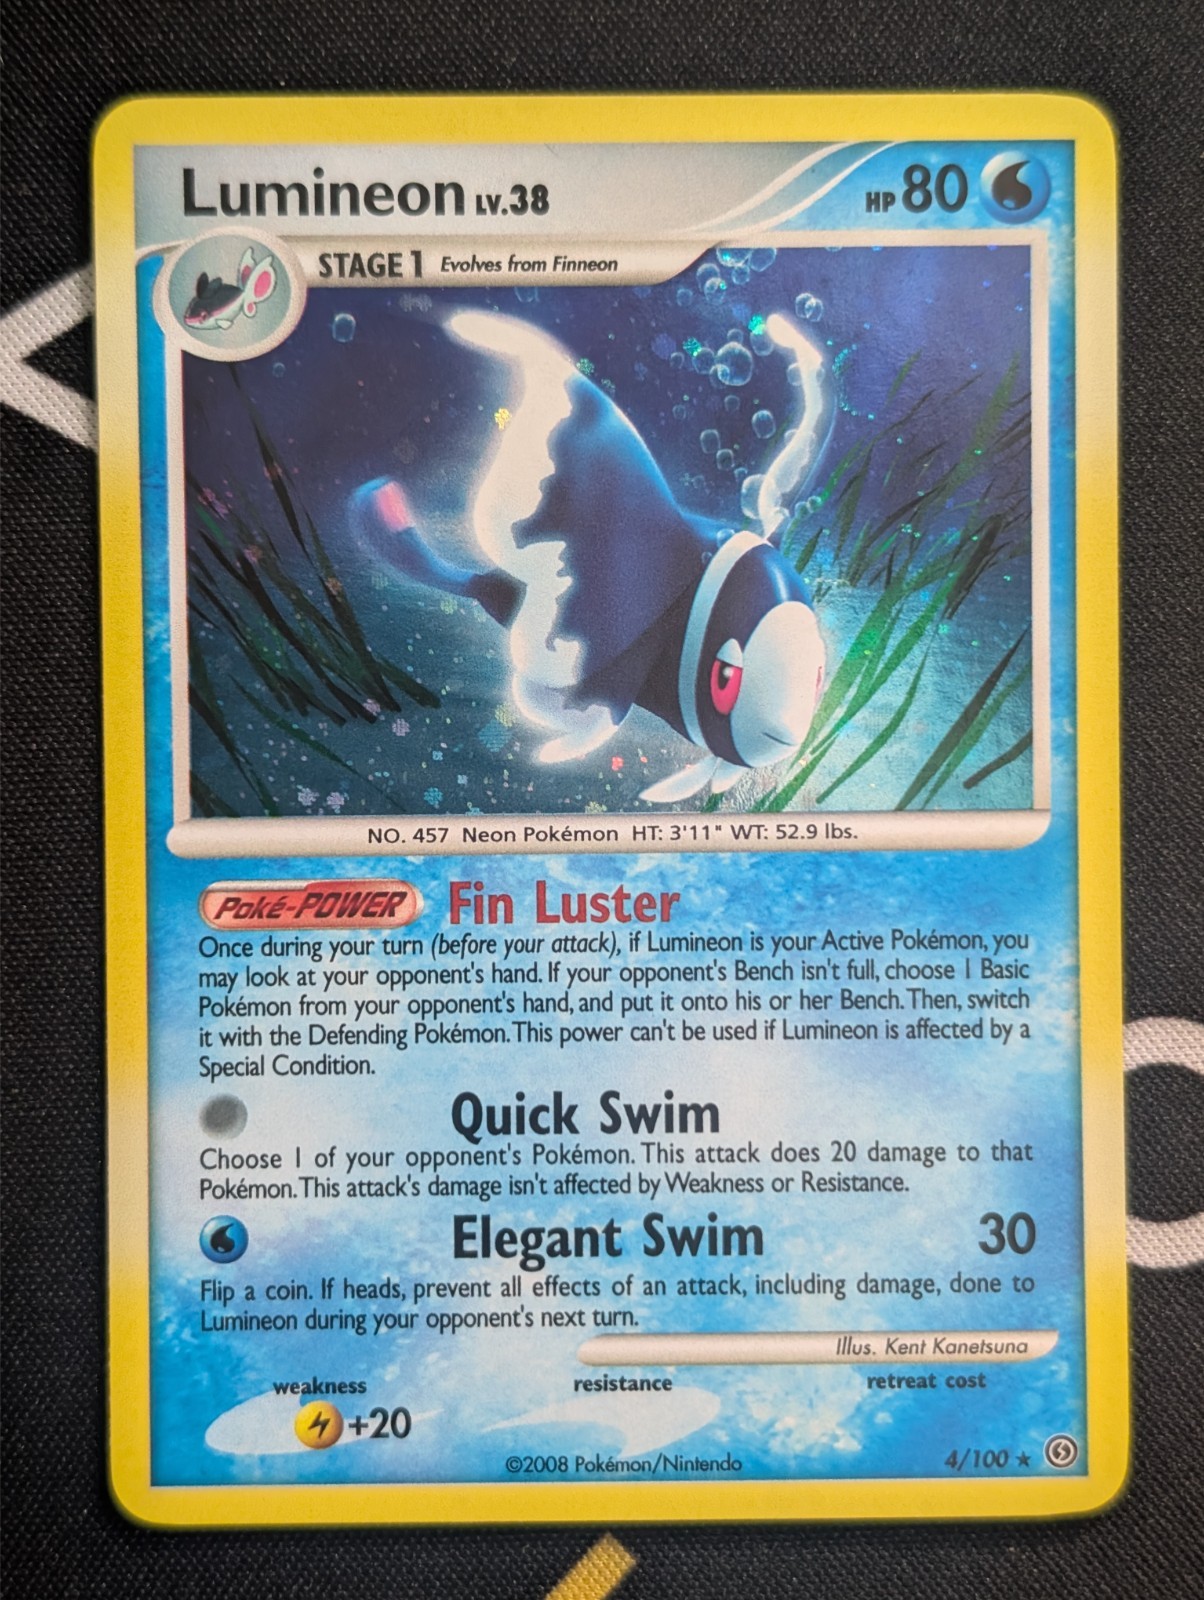 Lumineon LV.38 HP 80
STAGE 1 Evolves from Finneon
NO. 457 Neon Pokémon HT: 3'11" WT: 52.9 lbs.
Poké-POWER Fin Luster
Once during your turn (before your attack), if Lumineon is your Active Pokémon, you
may look at your opponent's hand. If your opponent's Bench isn't full, choose 1 Basic
Pokémon from your opponent's hand, and put it onto his or her Bench. Then, switch
it with the Defending Pokémon. This power can't be used if Lumineon is affected by a
Special Condition.
Quick Swim
Choose 1 of your opponent's Pokémon. This attack does 20 damage to that
Pokémon. This attack's damage isn't affected by Weakness or Resistance.
Elegant Swim 30
Flip a coin. If heads, prevent all effects of an attack, including damage, done to
Lumineon during your opponent's next turn.
Illus. Kent Kanetsuna
weakness resistance retreat cost
+20
©2008 Pokémon/Nintendo 4/100 ★